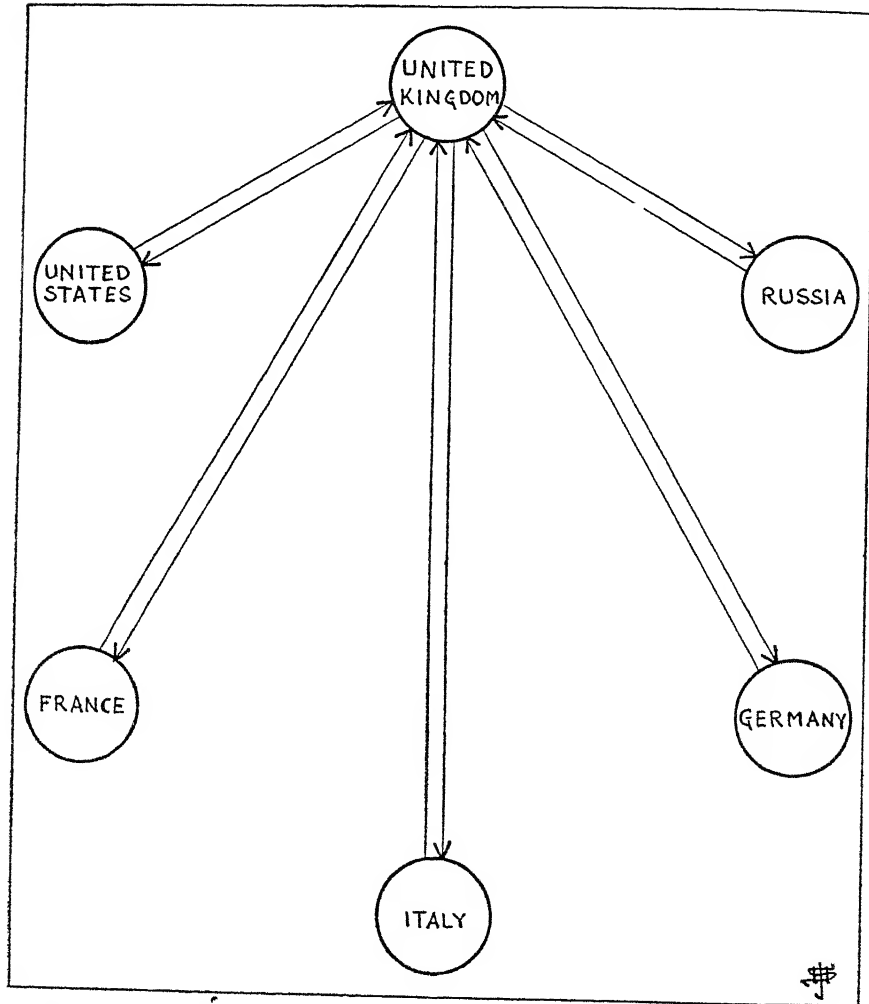 UNITED
KINGDOM
UNITED
STATES
RUSSIA
FRANCE
GERMANY
ITALY